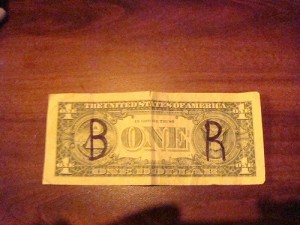 THE UNITED STATES OF AMERICA
B ONE R
ONE DOLLAR